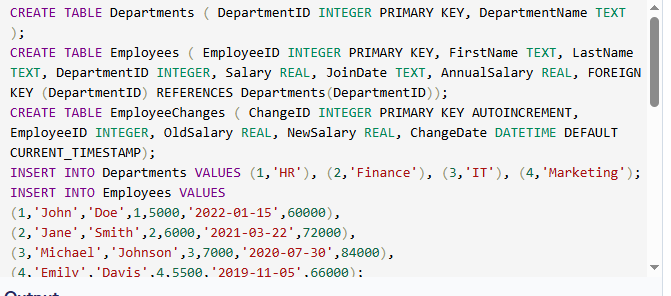 CREATE TABLE Departments ( DepartmentID INTEGER PRIMARY KEY, DepartmentName TEXT
);
CREATE TABLE Employees ( EmployeeID INTEGER PRIMARY KEY, FirstName TEXT, LastName
TEXT, DepartmentID INTEGER, Salary REAL, JoinDate TEXT, AnnualSalary REAL, FOREIGN
KEY (DepartmentID) REFERENCES Departments(DepartmentID));
CREATE TABLE EmployeeChanges ( ChangeID INTEGER PRIMARY KEY AUTOINCREMENT,
EmployeeID INTEGER, OldSalary REAL, NewSalary REAL, ChangeDate DATETIME DEFAULT
CURRENT_TIMESTAMP);
INSERT INTO Departments VALUES (1,'HR'), (2,'Finance'), (3,'IT'), (4,'Marketing');
INSERT INTO Employees VALUES
(1,'John','Doe',1,5000,'2022-01-15',60000),
(2,'Jane','Smith',2,6000,'2021-03-22',72000),
(3,'Michael','Johnson',3,7000,'2020-07-30',84000),
(4,'Emily','Davis',4,5500,'2019-11-05',66000);
Output